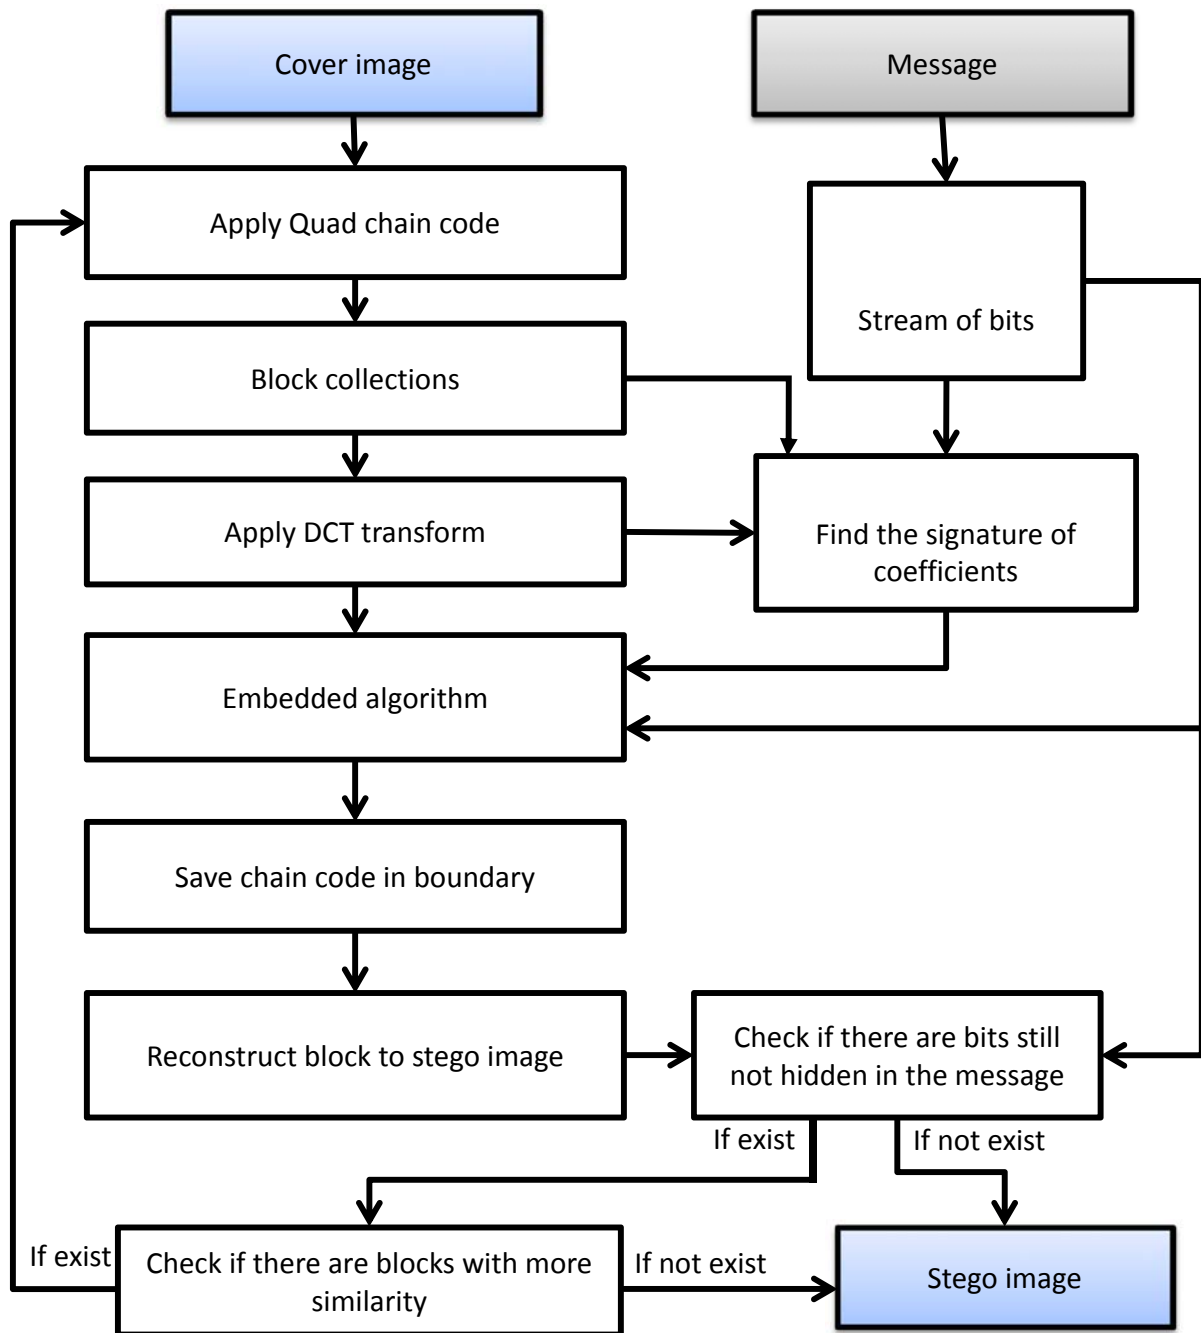 Cover image
Message
Apply Quad chain code
Stream of bits
Block collections
Apply DCT transform
Find the signature of
coefficients
Embedded algorithm
Save chain code in boundary
Reconstruct block to stego image
Check if there are bits still
not hidden in the message
If exist
If not exist
If exist
Check if there are blocks with more
similarity
If not exist
Stego image